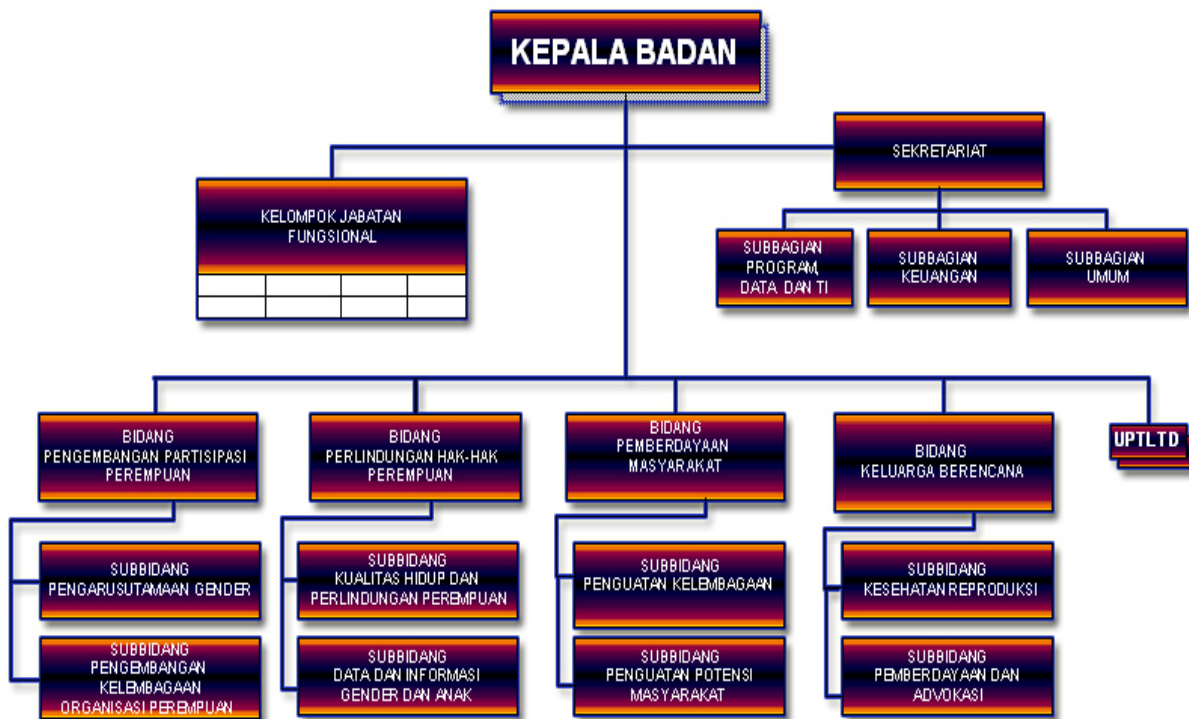 KEPALA BADAN
SEKRETARIAT
KELOMPOK JABATAN
FUNGSIONAL
SUBBAGIAN
PROGRAM,
DATA DAN TI
SUBBAGIAN
KEUANGAN
SUBBAGIAN
UMUM
BIDANG
PENGEMBANGAN PARTISIPASI
PEREMPUAN
BIDANG
PERLINDUNGAN HAK-HAK
PEREMPUAN
BIDANG
PEMBERDAYAAN
MASYARAKAT
BIDANG
KELUARGA BERENCANA
UPTLTD
SUBBIDANG
PENGARUSUTAMAAN GENDER
SUBBIDANG
KUALITAS HIDUP DAN
PERLINDUNGAN PEREMPUAN
SUBBIDANG
PENGUATAN KELEMBAGAAN
SUBBIDANG
KESEHATAN REPRODUKSI
SUBBIDANG
PENGEMBANGAN
KELEMBAGAAN
ORGANISASI PEREMPUAN
SUBBIDANG
DATA DAN INFORMASI
GENDER DAN ANAK
SUBBIDANG
PENGUATAN POTENSI
MASYARAKAT
SUBBIDANG
PEMBERDAYAAN DAN
ADVOKASI